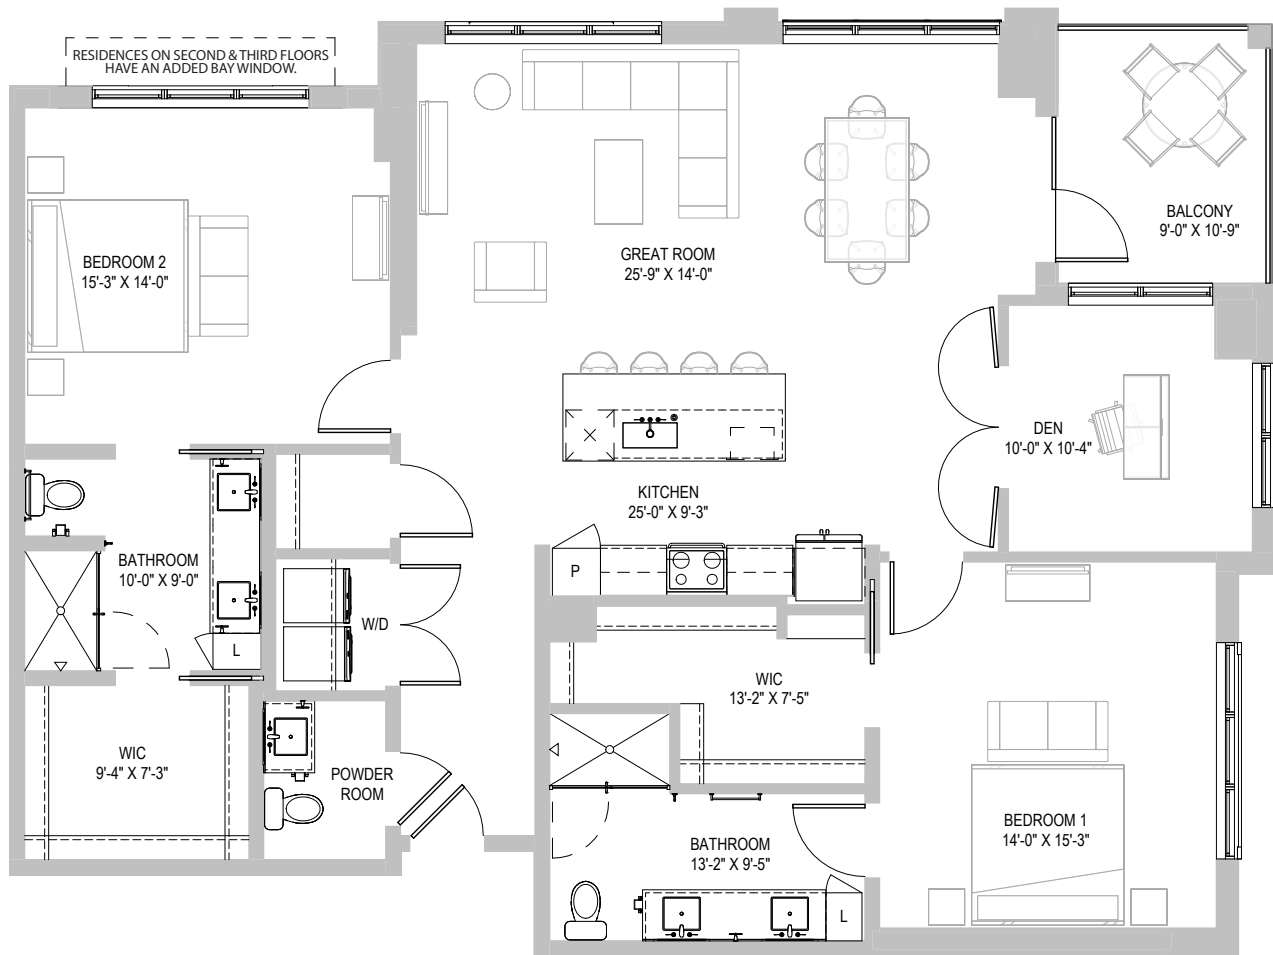 RESIDENCES ON SECOND & THIRD FLOORS
HAVE AN ADDED BAY WINDOW.
BALCONY
9'-0" X 10'-9"
BEDROOM 2
15'-3" X 14'-0"
GREAT ROOM
25'-9" X 14'-0"
DEN
10'-0" X 10'-4"
KITCHEN
25'-0" X 9'-3"
BATHROOM
10'-0" X 9'-0"
P
W/D
L
WIC
13'-2" X 7'-5"
WIC
9'-4" X 7'-3"
POWDER
ROOM
BEDROOM 1
14'-0" X 15'-3"
BATHROOM
13'-2" X 9'-5"
L